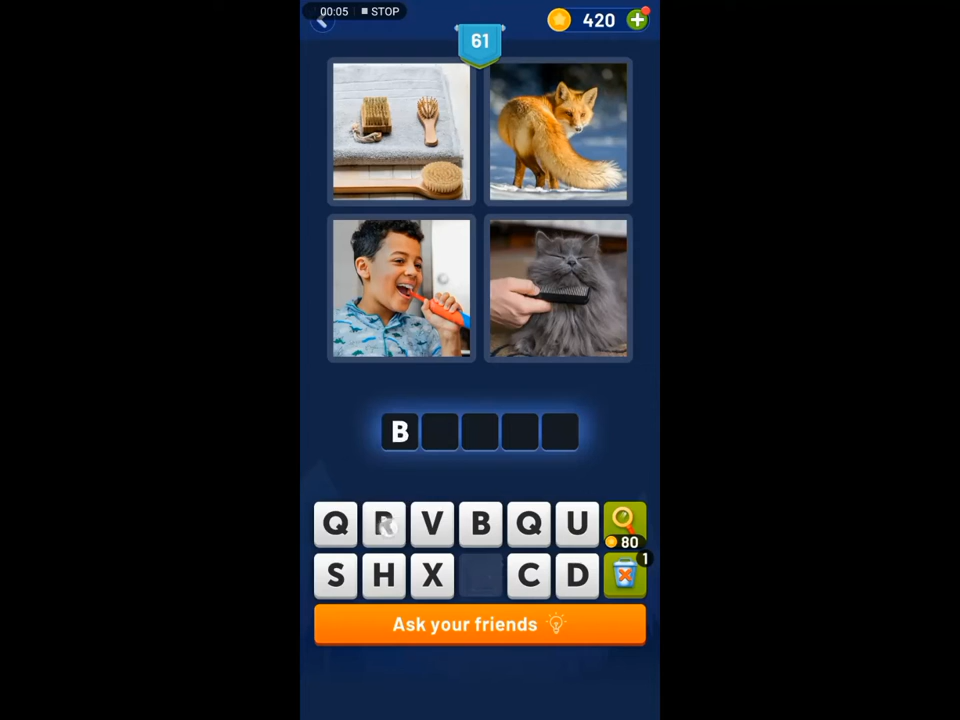 00:05 STOP
420
61
B
Q V B Q U
80
S H X C D
1
Ask your friends